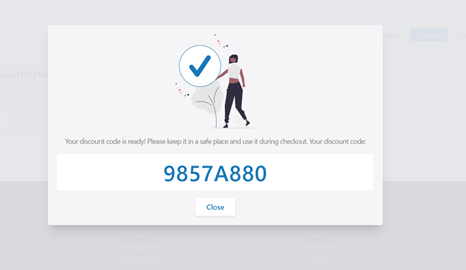 Your discount code is ready! Please keep it in a safe place and use it during checkout. Your discount code:
9857A880
Close